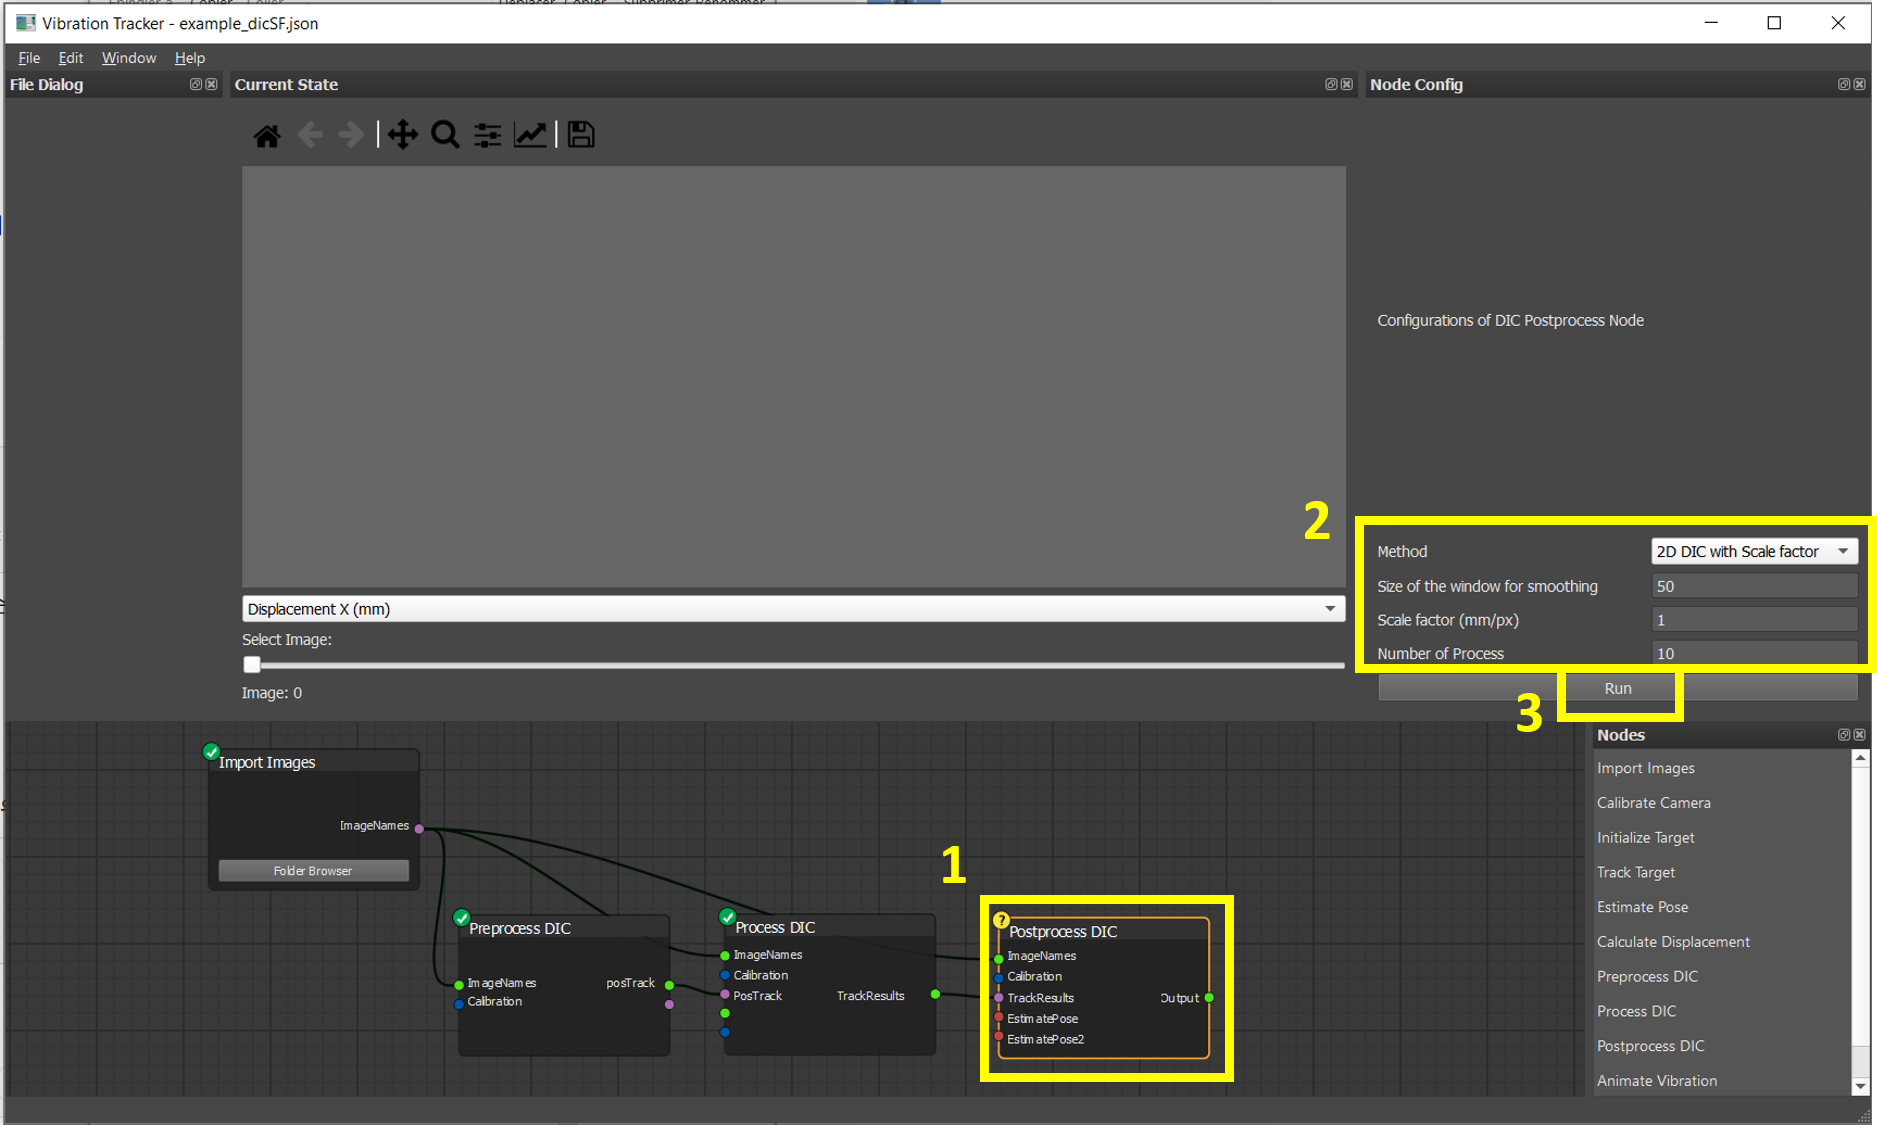 Vibration Tracker - example_dicSF.json
File Edit Window Help
File Dialog
Current State
Node Config
Configurations of DIC Postprocess Node
2
Method
2D DIC with Scale factor
Size of the window for smoothing
50
Scale factor (mm/px)
1
Number of Process
10
Run
3
Displacement X (mm)
Select Image:
Image: 0
Import Images
ImageNames
Folder Browser
Preprocess DIC
ImageNames
posTrack
Calibration
Process DIC
ImageNames
Calibration
PosTrack
TrackResults
1
?
Postprocess DIC
ImageNames
Calibration
TrackResults
Output
EstimatePose
EstimatePose2
Nodes
Import Images
Calibrate Camera
Initialize Target
Track Target
Estimate Pose
Calculate Displacement
Preprocess DIC
Process DIC
Postprocess DIC
Animate Vibration